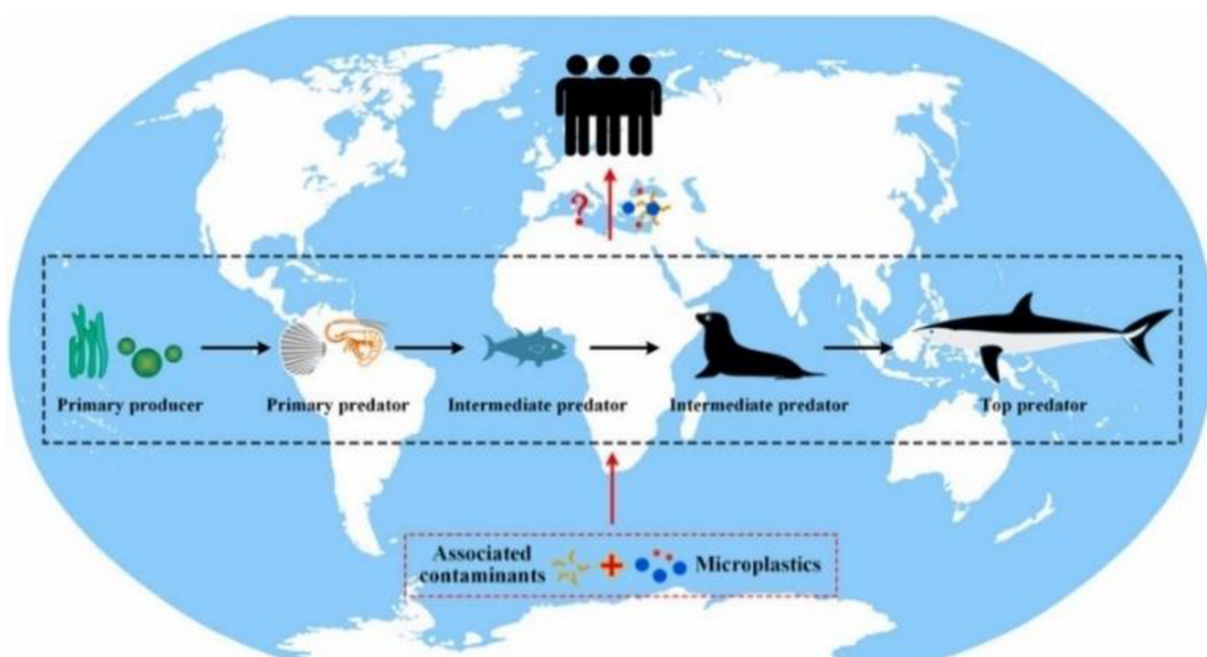 ?
Primary producer
Primary predator
Intermediate predator
Intermediate predator
Top predator
Associated
contaminants
+
Microplastics